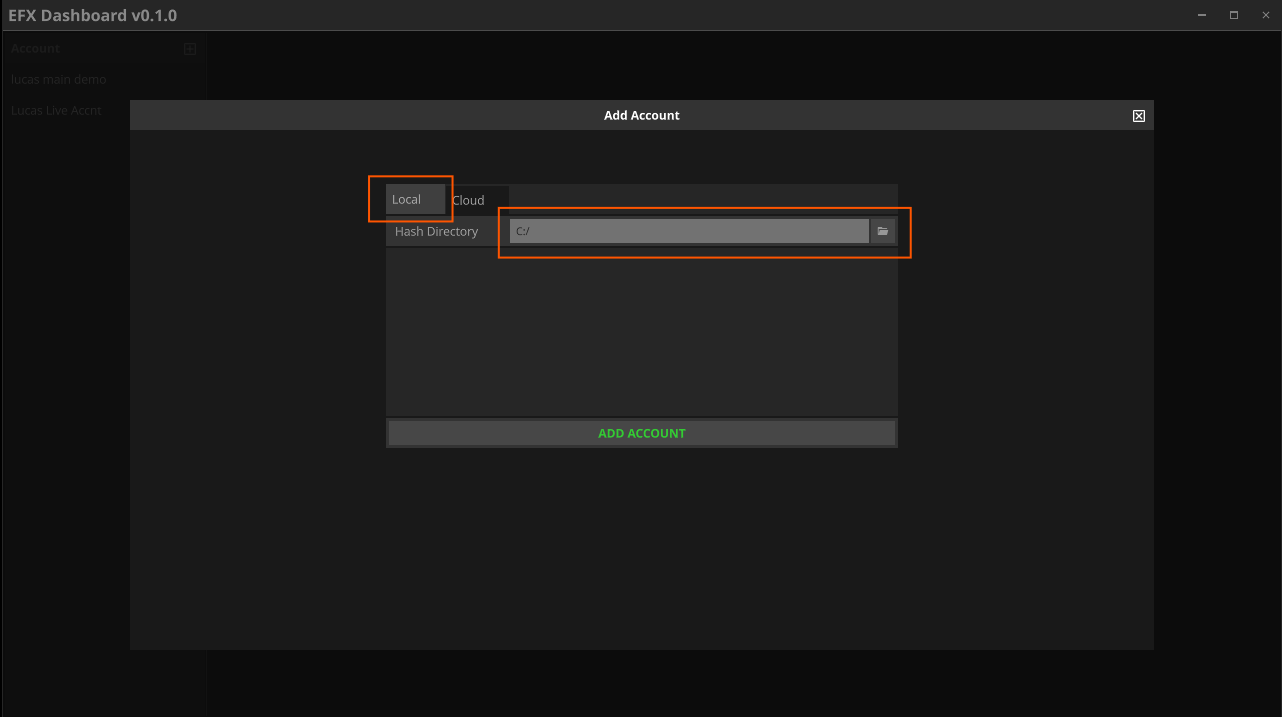 EFX Dashboard v0.1.0
Account
lucas main demo
Lucas Live Accnt
Add Account
Local
Cloud
Hash Directory
C:/
ADD ACCOUNT